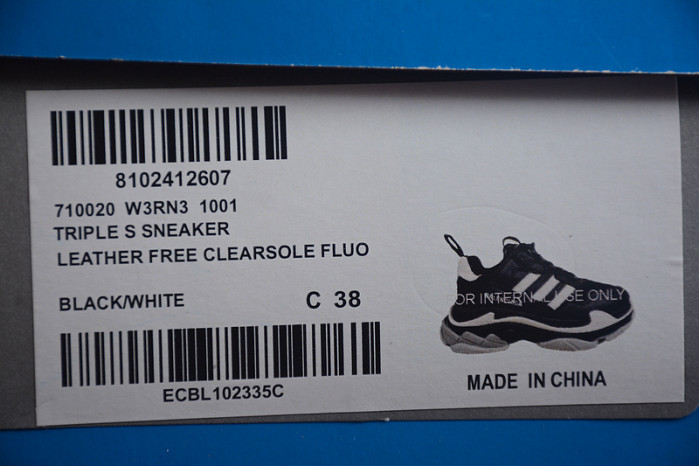 8102412607
710020 W3RN3 1001
TRIPLE S SNEAKER
LEATHER FREE CLEARSOLE FLUO
BLACK/WHITE C 38
FOR INTERNAL USE ONLY
ECBL102335C
MADE IN CHINA